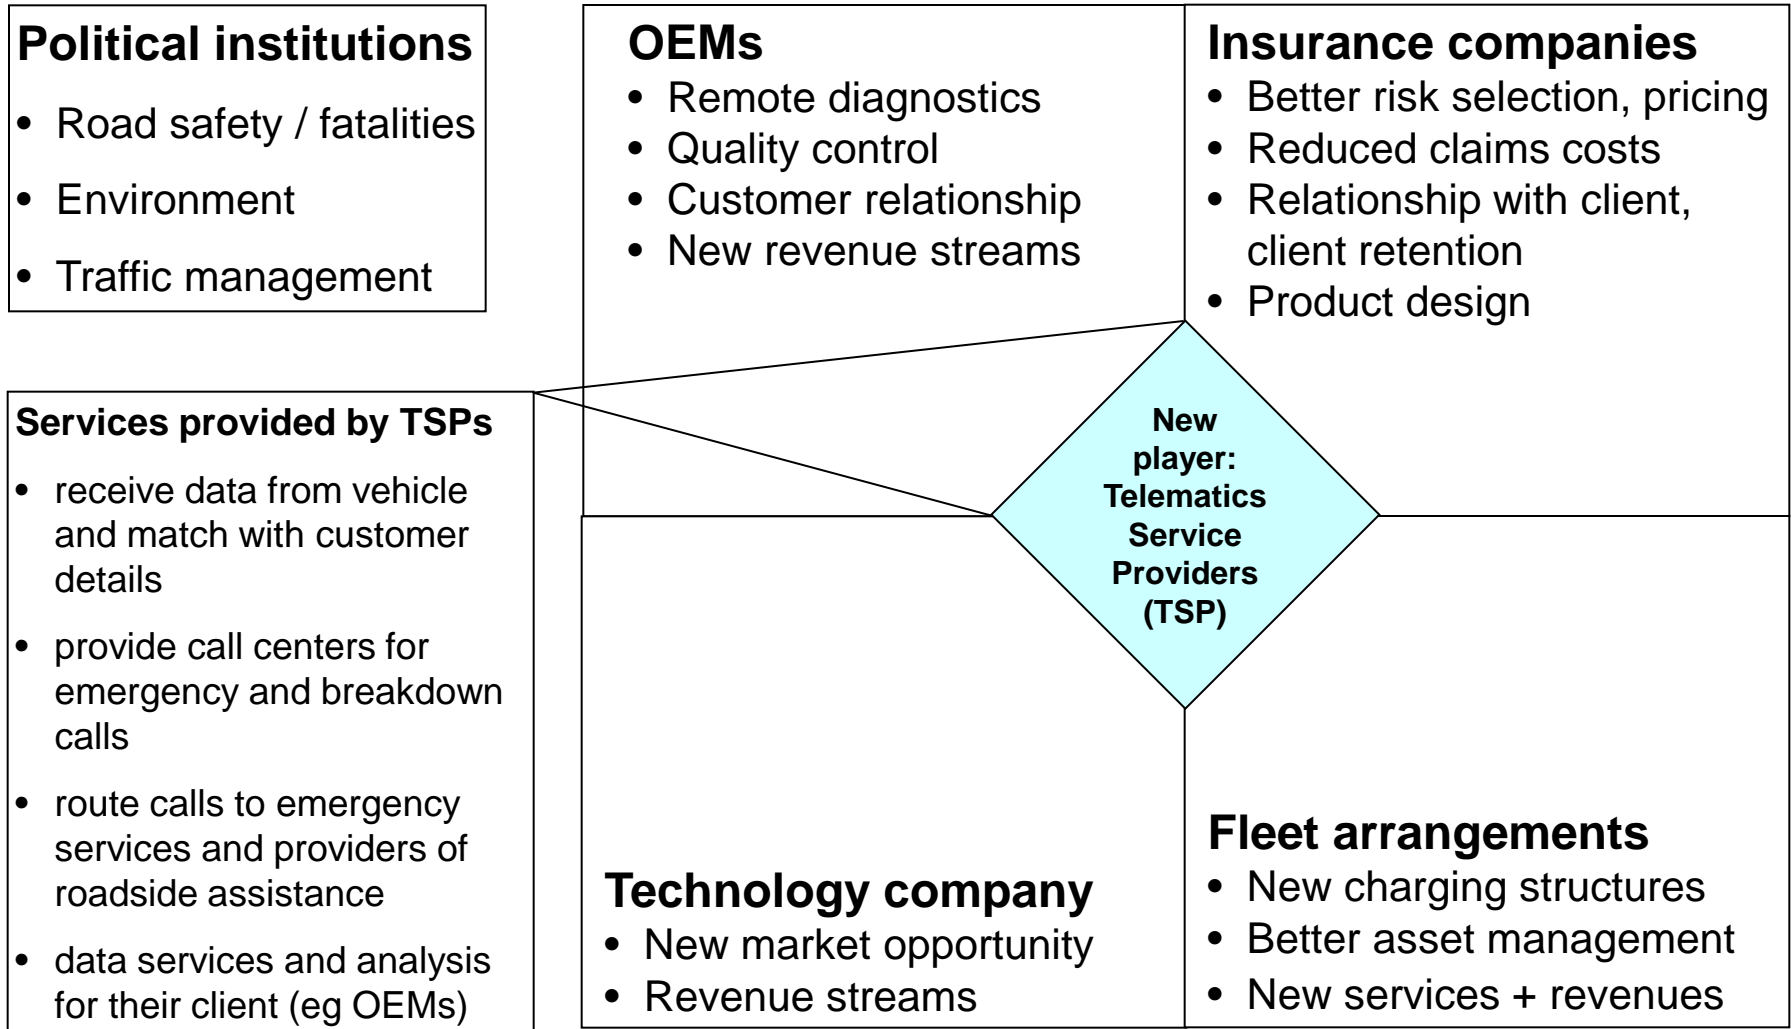 Political institutions
• Road safety / fatalities
• Environment
• Traffic management
OEMs
• Remote diagnostics
• Quality control
• Customer relationship
• New revenue streams
Insurance companies
• Better risk selection, pricing
• Reduced claims costs
• Relationship with client,
client retention
• Product design
Services provided by TSPs
• receive data from vehicle
and match with customer
details
• provide call centers for
emergency and breakdown
calls
• route calls to emergency
services and providers of
roadside assistance
• data services and analysis
for their client (eg OEMs)
New
player:
Telematics
Service
Providers
(TSP)
Technology company
• New market opportunity
• Revenue streams
Fleet arrangements
• New charging structures
• Better asset management
• New services + revenues